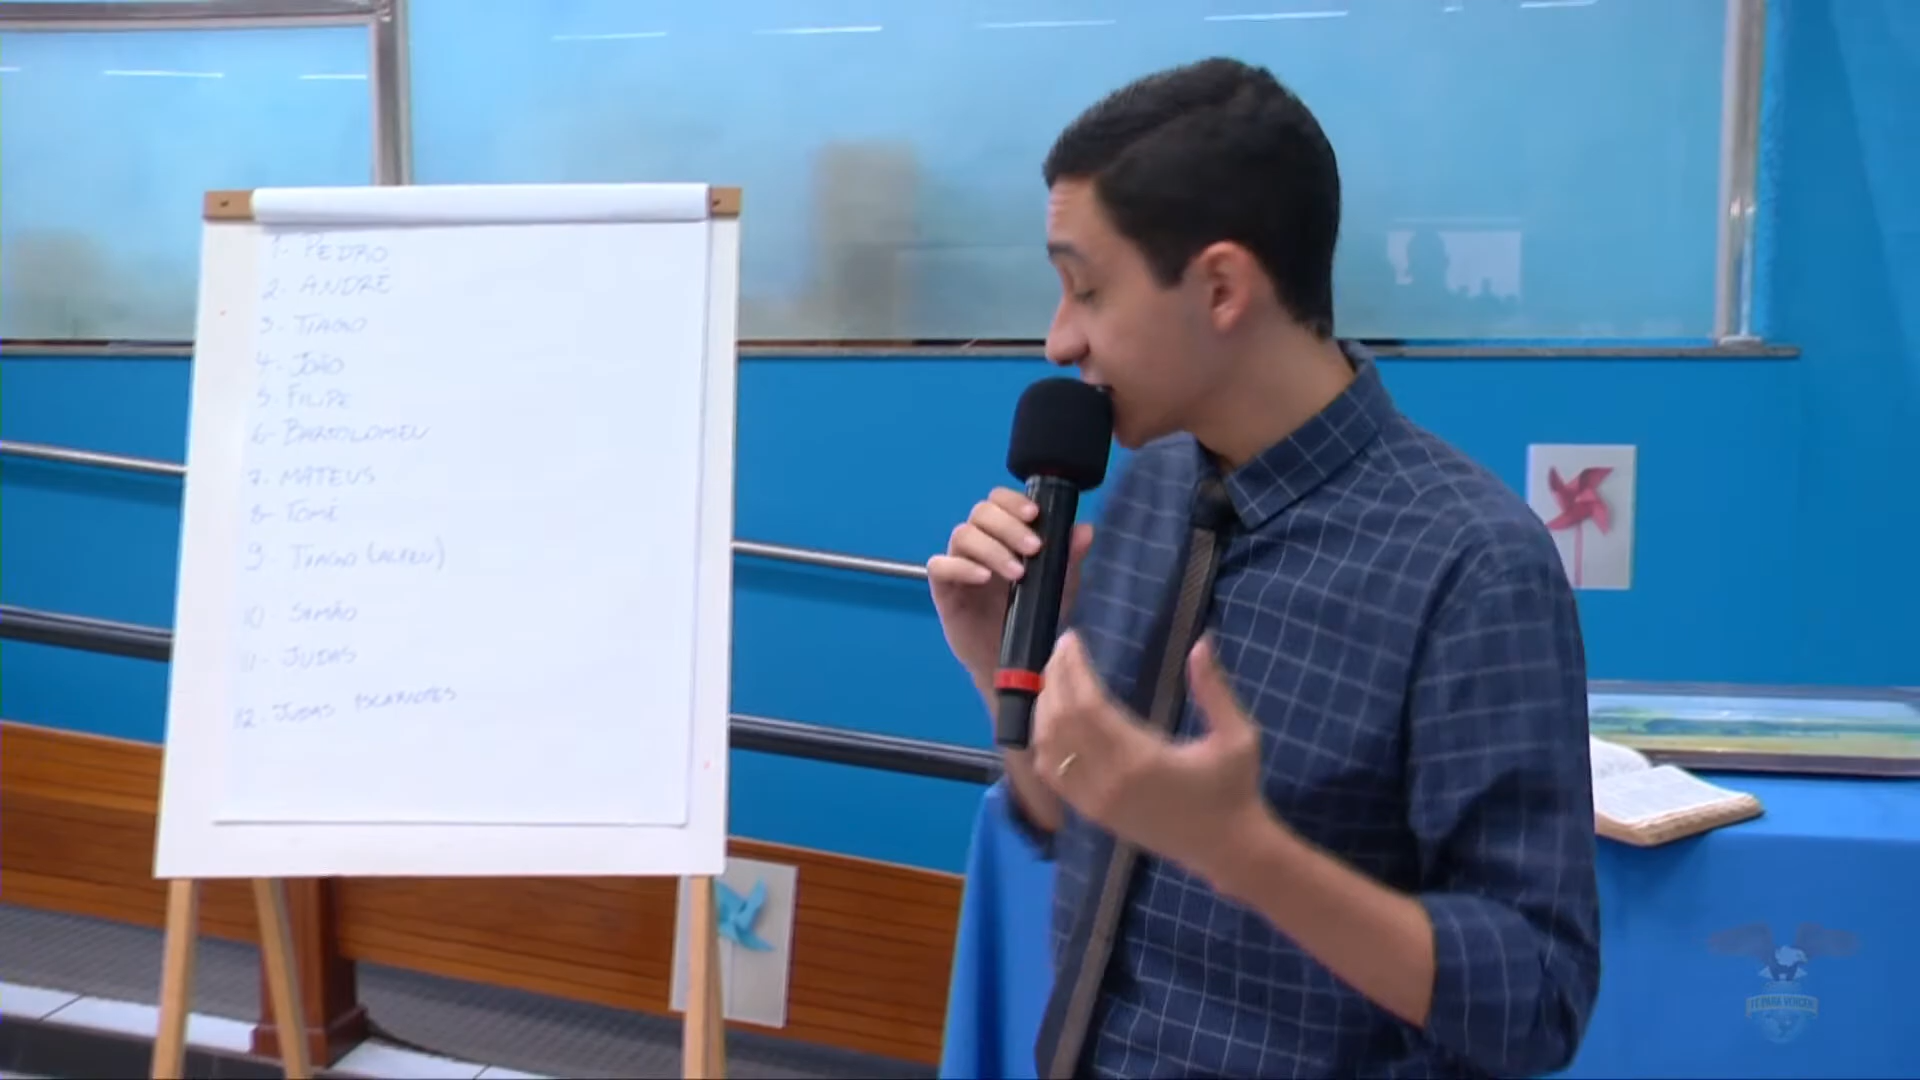 1- PEDRO
2- ANDRÉ
3- TIAGO
4- JOÃO
5- FILIPE
6- BARTOLOMEU
7- MATEUS
8- TOMÉ
9- TIAGO (ALFEU)
10 SIMÃO
11- JUDAS
12- JUDAS ISCARIOTES